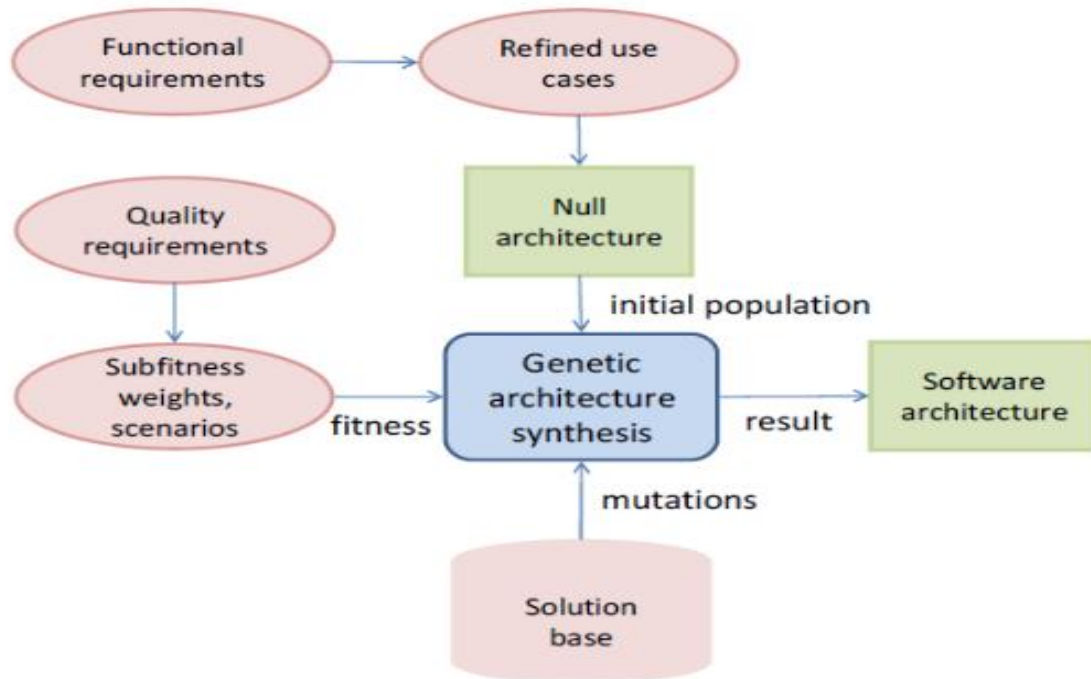 Functional
requirements
Refined use
cases
Null
architecture
Quality
requirements
initial population
Subfitness
weights,
scenarios
fitness
Genetic
architecture
synthesis
result
Software
architecture
mutations
Solution
base